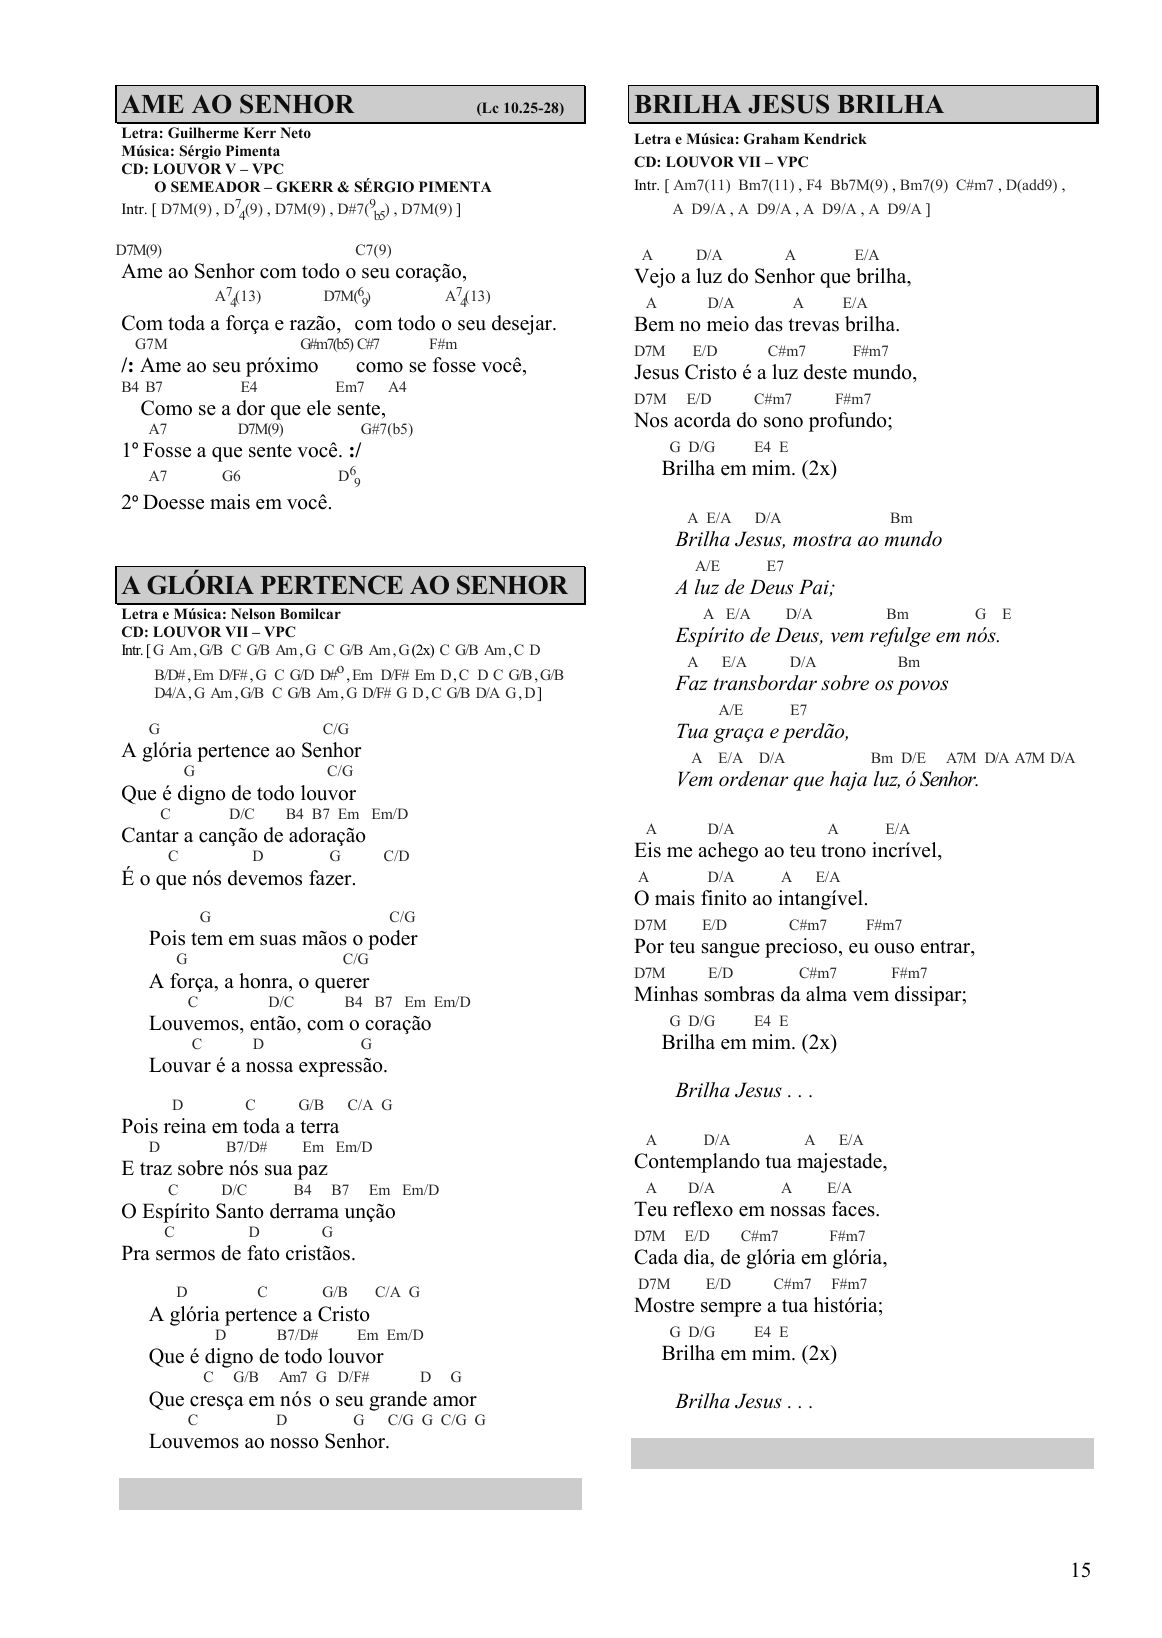 AME AO SENHOR (Lc 10.25-28)
Letra: Guilherme Kerr Neto
Música: Sérgio Pimenta
CD: LOUVOR V – VPC
O SEMEADOR – GKERR & SÉRGIO PIMENTA
Intr. [ D7M(9) , D7/4(9) , D7M(9) , D#7(9/b5) , D7M(9) ]
D7M(9) C7(9)
Ame ao Senhor com todo o seu coração,
A7/4(13) D7M(6/9) A7/4(13)
Com toda a força e razão, com todo o seu desejar.
G7M G#m7(b5) C#7 F#m
/: Ame ao seu próximo como se fosse você,
B4 B7 E4 Em7 A4
Como se a dor que ele sente,
A7 D7M(9) G#7(b5)
1º Fosse a que sente você. :/
A7 G6 D6/9
2º Doesse mais em você.
A GLÓRIA PERTENCE AO SENHOR
Letra e Música: Nelson Bomilcar
CD: LOUVOR VII – VPC
Intr. [ G Am , G/B C G/B Am , G C G/B Am , G (2x) C G/B Am , C D
B/D# , Em D/F# , G C G/D D#º , Em D/F# Em D , C D C G/B , G/B
D4/A , G Am , G/B C G/B Am , G D/F# G D , C G/B D/A G , D ]
G C/G
A glória pertence ao Senhor
G C/G
Que é digno de todo louvor
C D/C B4 B7 Em Em/D
Cantar a canção de adoração
C D G C/D
É o que nós devemos fazer.
G C/G
Pois tem em suas mãos o poder
G C/G
A força, a honra, o querer
C D/C B4 B7 Em Em/D
Louvemos, então, com o coração
C D G
Louvar é a nossa expressão.
D C G/B C/A G
Pois reina em toda a terra
D B7/D# Em Em/D
E traz sobre nós sua paz
C D/C B4 B7 Em Em/D
O Espírito Santo derrama unção
C D G
Pra sermos de fato cristãos.
D C G/B C/A G
A glória pertence a Cristo
D B7/D# Em Em/D
Que é digno de todo louvor
C G/B Am7 G D/F# D G
Que cresça em nós o seu grande amor
C D G C/G G C/G G
Louvemos ao nosso Senhor.
BRILHA JESUS BRILHA
Letra e Música: Graham Kendrick
CD: LOUVOR VII – VPC
Intr. [ Am7(11) Bm7(11) , F4 Bb7M(9) , Bm7(9) C#m7 , D(add9) ,
A D9/A , A D9/A , A D9/A , A D9/A ]
A D/A A E/A
Vejo a luz do Senhor que brilha,
A D/A A E/A
Bem no meio das trevas brilha.
D7M E/D C#m7 F#m7
Jesus Cristo é a luz deste mundo,
D7M E/D C#m7 F#m7
Nos acorda do sono profundo;
G D/G E4 E
Brilha em mim. (2x)
A E/A D/A Bm
Brilha Jesus, mostra ao mundo
A/E E7
A luz de Deus Pai;
A E/A D/A Bm G E
Espírito de Deus, vem refulge em nós.
A E/A D/A Bm
Faz transbordar sobre os povos
A/E E7
Tua graça e perdão,
A E/A D/A Bm D/E A7M D/A A7M D/A
Vem ordenar que haja luz, ó Senhor.
A D/A A E/A
Eis me achego ao teu trono incrível,
A D/A A E/A
O mais finito ao intangível.
D7M E/D C#m7 F#m7
Por teu sangue precioso, eu ouso entrar,
D7M E/D C#m7 F#m7
Minhas sombras da alma vem dissipar;
G D/G E4 E
Brilha em mim. (2x)
Brilha Jesus . . .
A D/A A E/A
Contemplando tua majestade,
A D/A A E/A
Teu reflexo em nossas faces.
D7M E/D C#m7 F#m7
Cada dia, de glória em glória,
D7M E/D C#m7 F#m7
Mostre sempre a tua história;
G D/G E4 E
Brilha em mim. (2x)
Brilha Jesus . . .
15